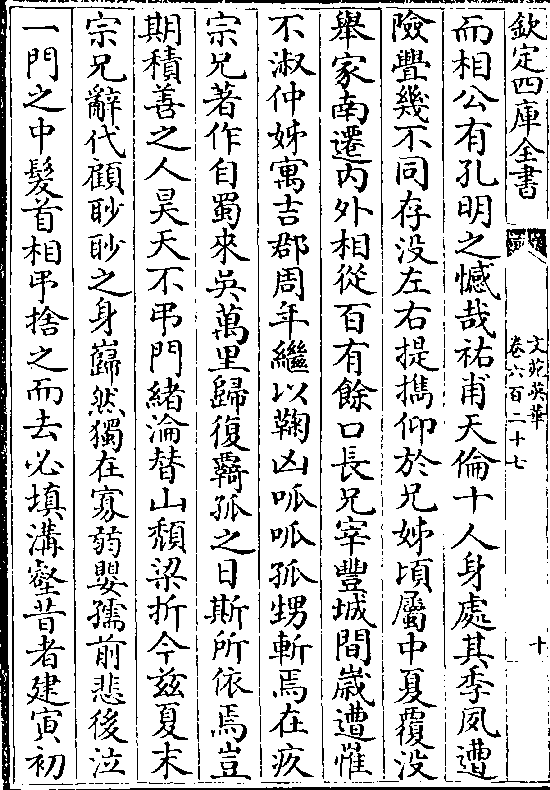 欽定四庫全書
文苑英華
卷六百二十七
十
而相公有孔明之憾哉祐甫天倫十人身處其季夙遭
險舋幾不同存没左右提攜仰於兄姊頃屬中夏覆没
舉家南遷内外相從百有餘口長兄宰豐城間歲遭罹
不淑仲姊寓吉郡周年繼以鞠凶呱呱孤甥斬焉在疚
宗兄著作自蜀來吳萬里歸復羇孤之日斯所依焉豈
期積善之人昊天不弔門緒淪替山頽梁折今兹夏末
宗兄辭代顧眇眇之身巋然獨在寡弱嬰孺前悲後泣
一門之中髮首相弔捨之而去必填溝壑昔者建寅初